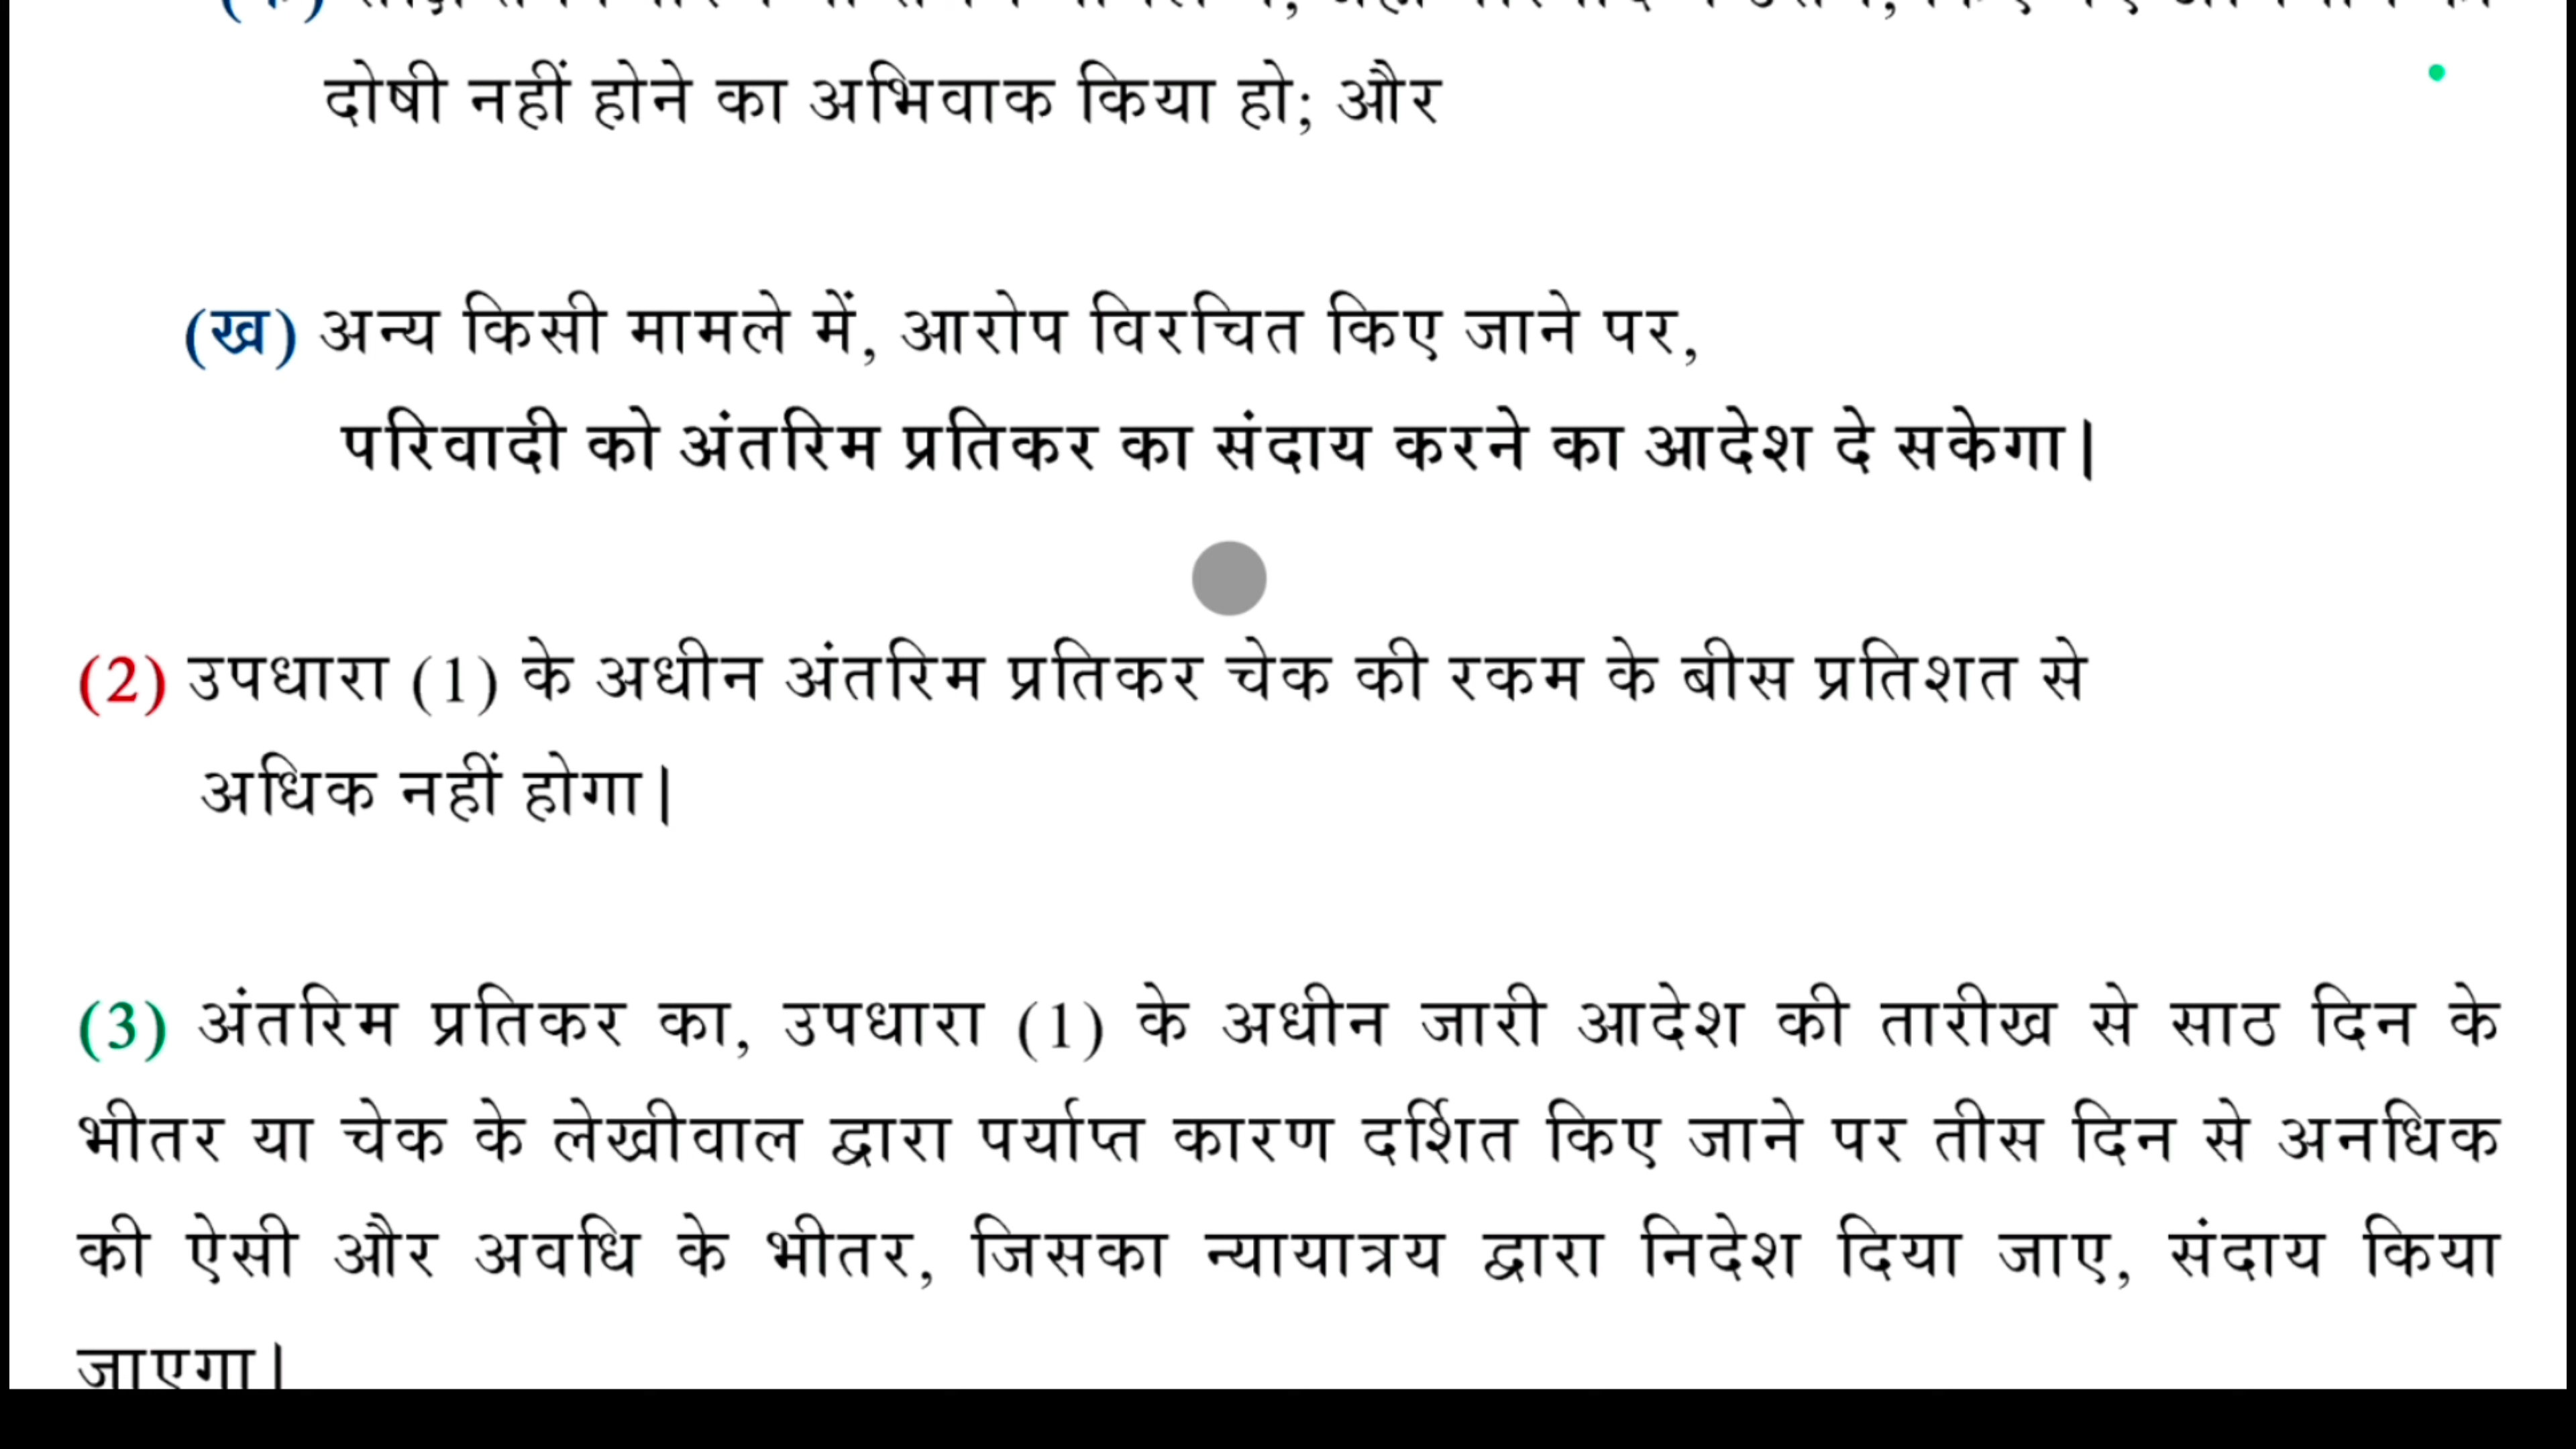 दोषी नहीं होने का अभिवाक किया हो; और
(ख) अन्य किसी मामले में, आरोप विरचित किए जाने पर,
परिवादी को अंतरिम प्रतिकर का संदाय करने का आदेश दे सकेगा|
(2) उपधारा (1) के अधीन अंतरिम प्रतिकर चेक की रकम के बीस प्रतिशत से
अधिक नहीं होगा|
(3) अंतरिम प्रतिकर का, उपधारा (1) के अधीन जारी आदेश की तारीख से साठ दिन के
भीतर या चेक के लेखीवाल द्वारा पर्याप्त कारण दर्शित किए जाने पर तीस दिन से अनधिक
की ऐसी और अवधि के भीतर, जिसका न्यायात्रय द्वारा निदेश दिया जाए, संदाय किया
जाएगा|